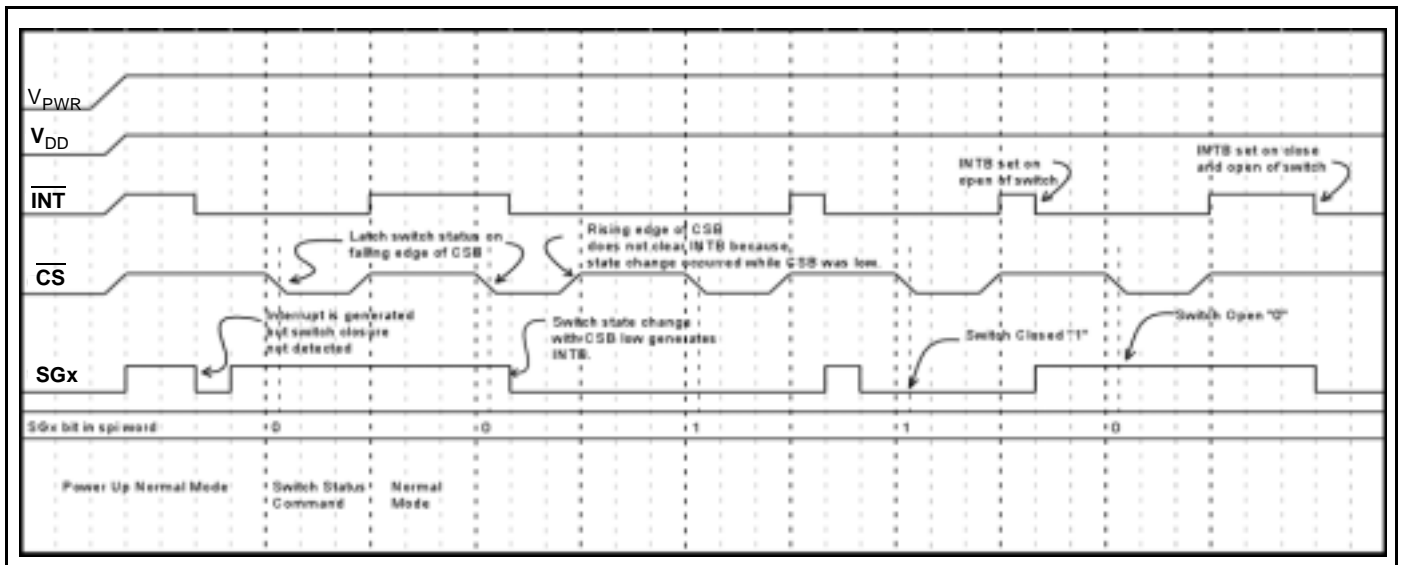 VPWR
VDD
INT
INTB set on
open of switch
INTB set on close
and open of switch
Latch switch status on
falling edge of CSB
Rising edge of CSB
does not clear INTB because,
state change occurred while CSB was low.
CS
Interrupt is generated
but switch closure
not detected
Switch state change
with CSB low generates
INTB.
Switch Closed "1"
Switch Open "0"
SGx
SGx bit in spi word 0 0 1 1 0
Power Up Normal Mode
Switch Status
Command
Normal
Mode